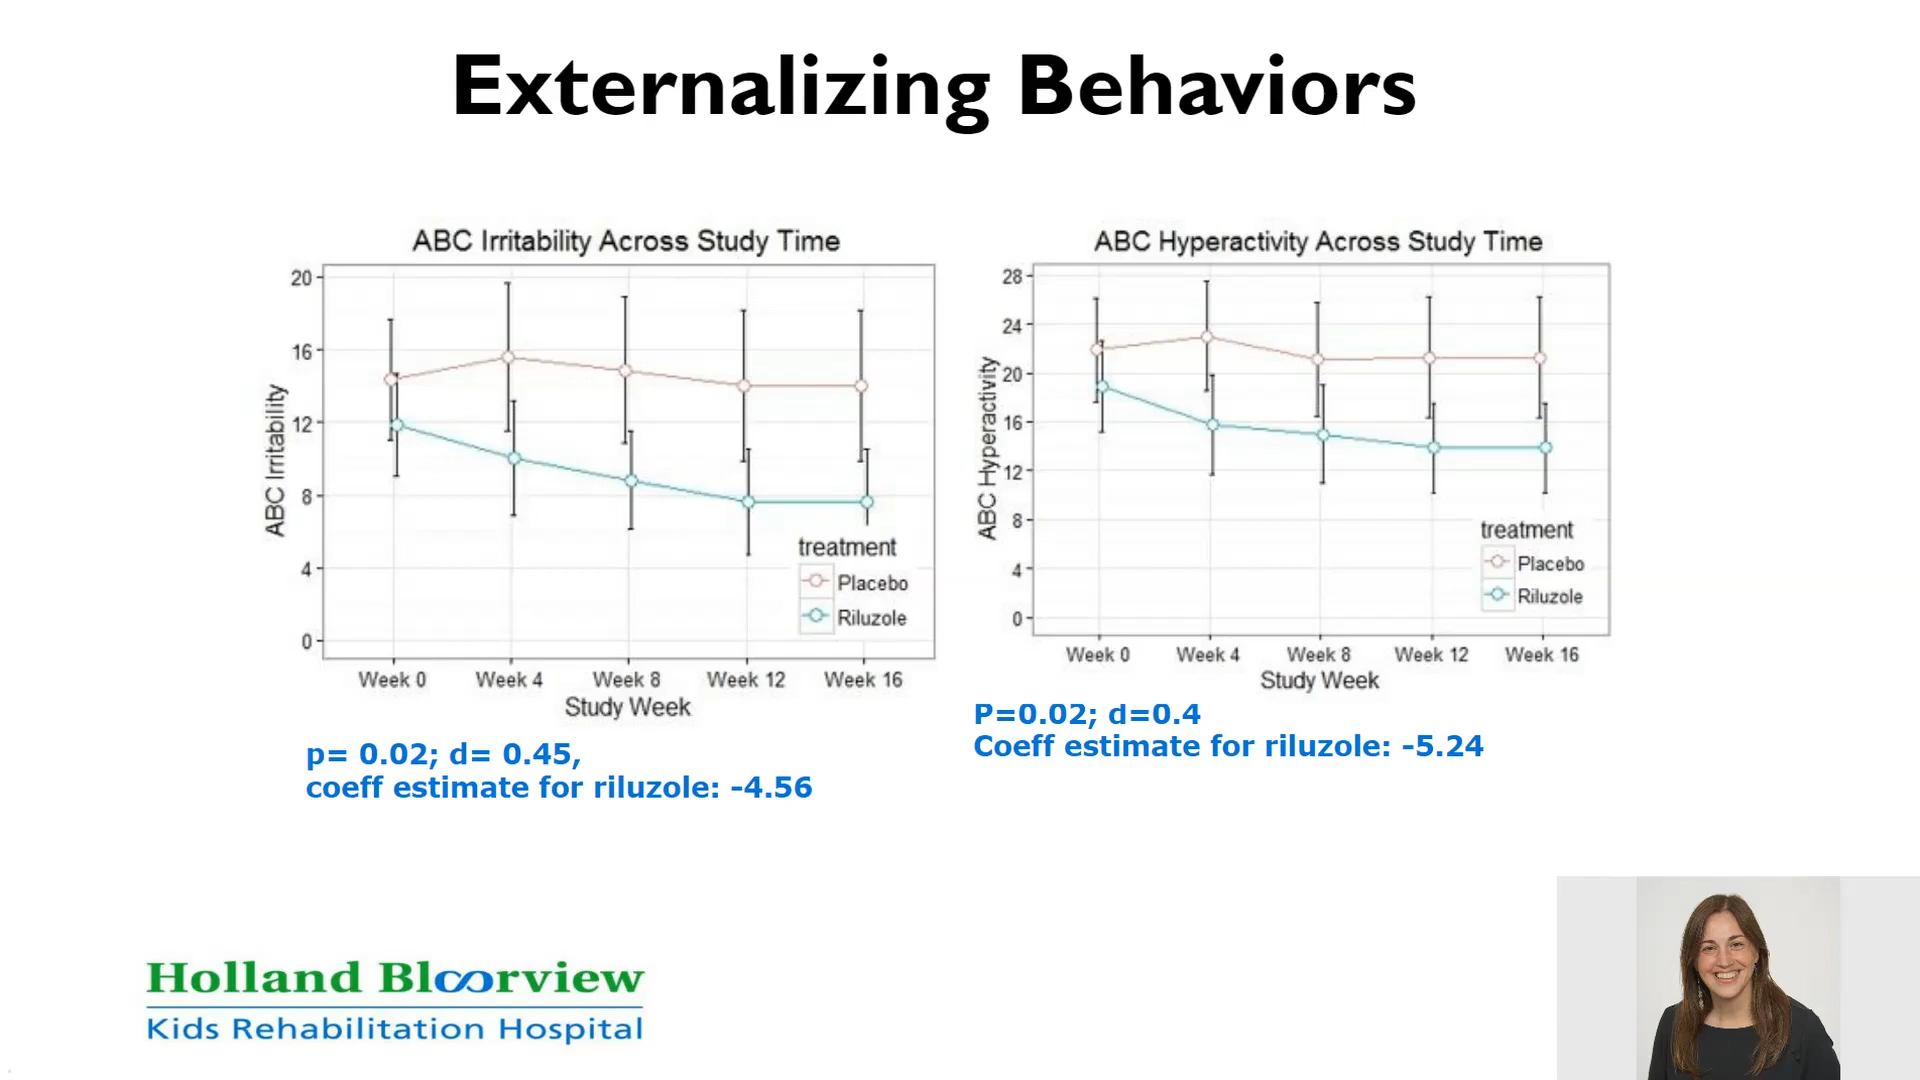 Externalizing Behaviors
ABC Irritability Across Study Time
20
16
12
8
4
0
ABC Irritability
treatment
Placebo
Riluzole
Week 0 Week 4 Week 8 Week 12 Week 16
Study Week
p= 0.02; d= 0.45,
coeff estimate for riluzole: -4.56
ABC Hyperactivity Across Study Time
28
24
20
16
12
8
4
0
ABC Hyperactivity
treatment
Placebo
Riluzole
Week 0 Week 4 Week 8 Week 12 Week 16
Study Week
P=0.02; d=0.4
Coeff estimate for riluzole: -5.24
Holland Bloorview
Kids Rehabilitation Hospital